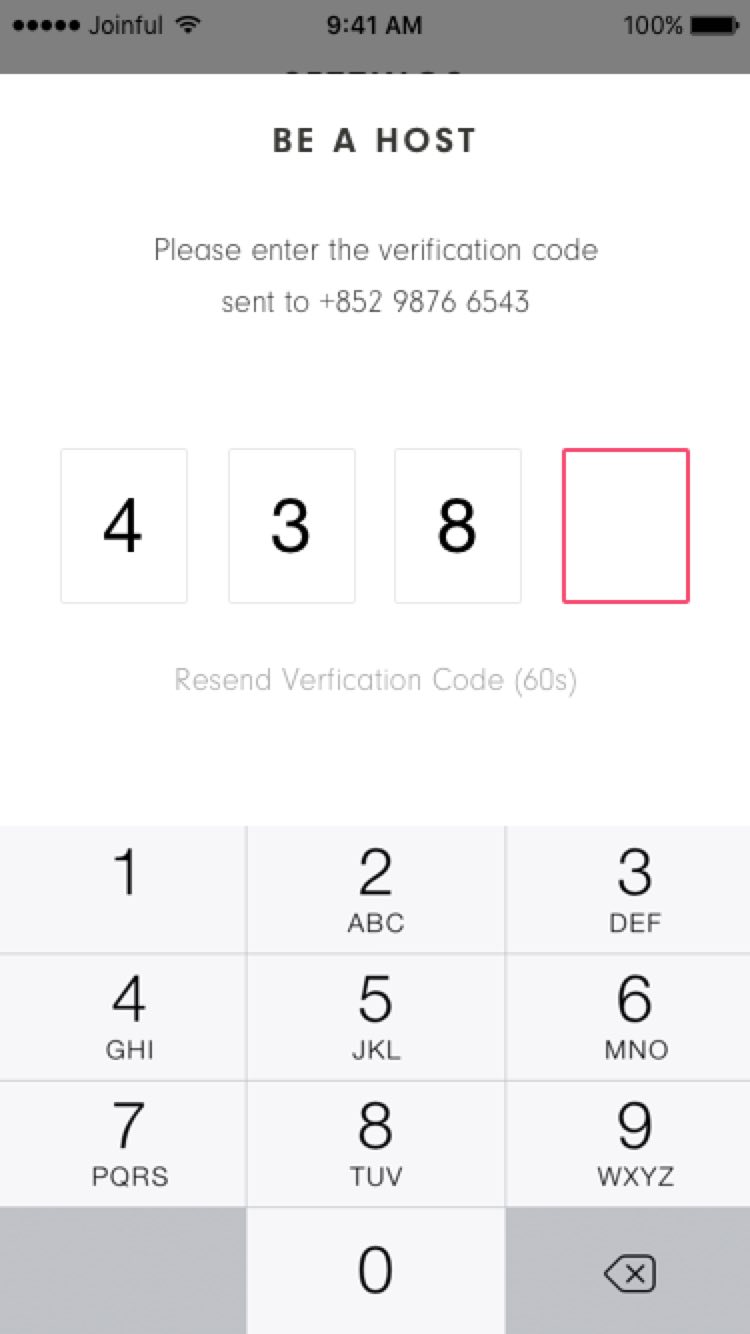 Joinful 9:41 AM 100%
BE A HOST
Please enter the verification code
sent to +852 9876 6543
4 3 8
Resend Verfication Code (60s)
1 2 3
ABC DEF
4 5 6
GHI JKL MNO
7 8 9
PQRS TUV WXYZ
0